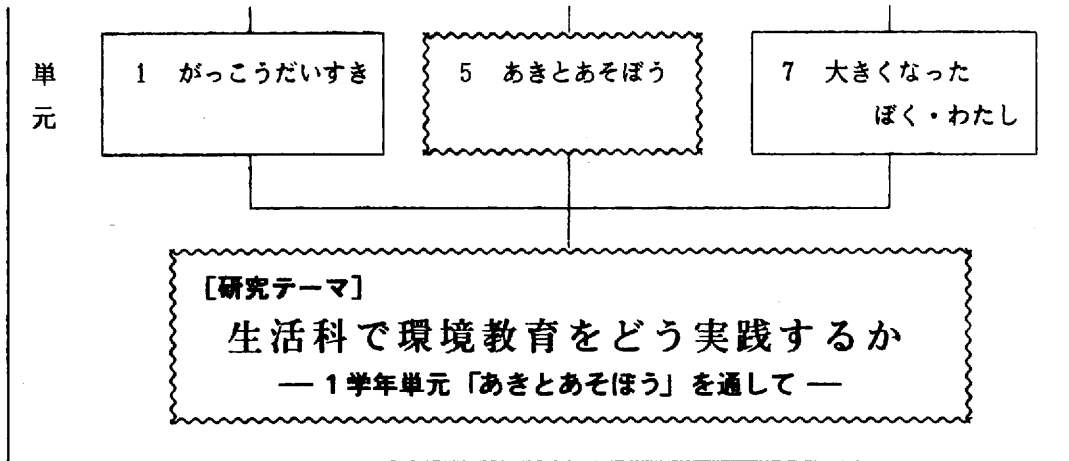 単元
1 がっこうだいすき
5 あきとあそぼう
7 大きくなった
ぼく・わたし
[研究テーマ]
生活科で環境教育をどう実践するか
― 1学年単元「あきとあそぼう」を通して ―